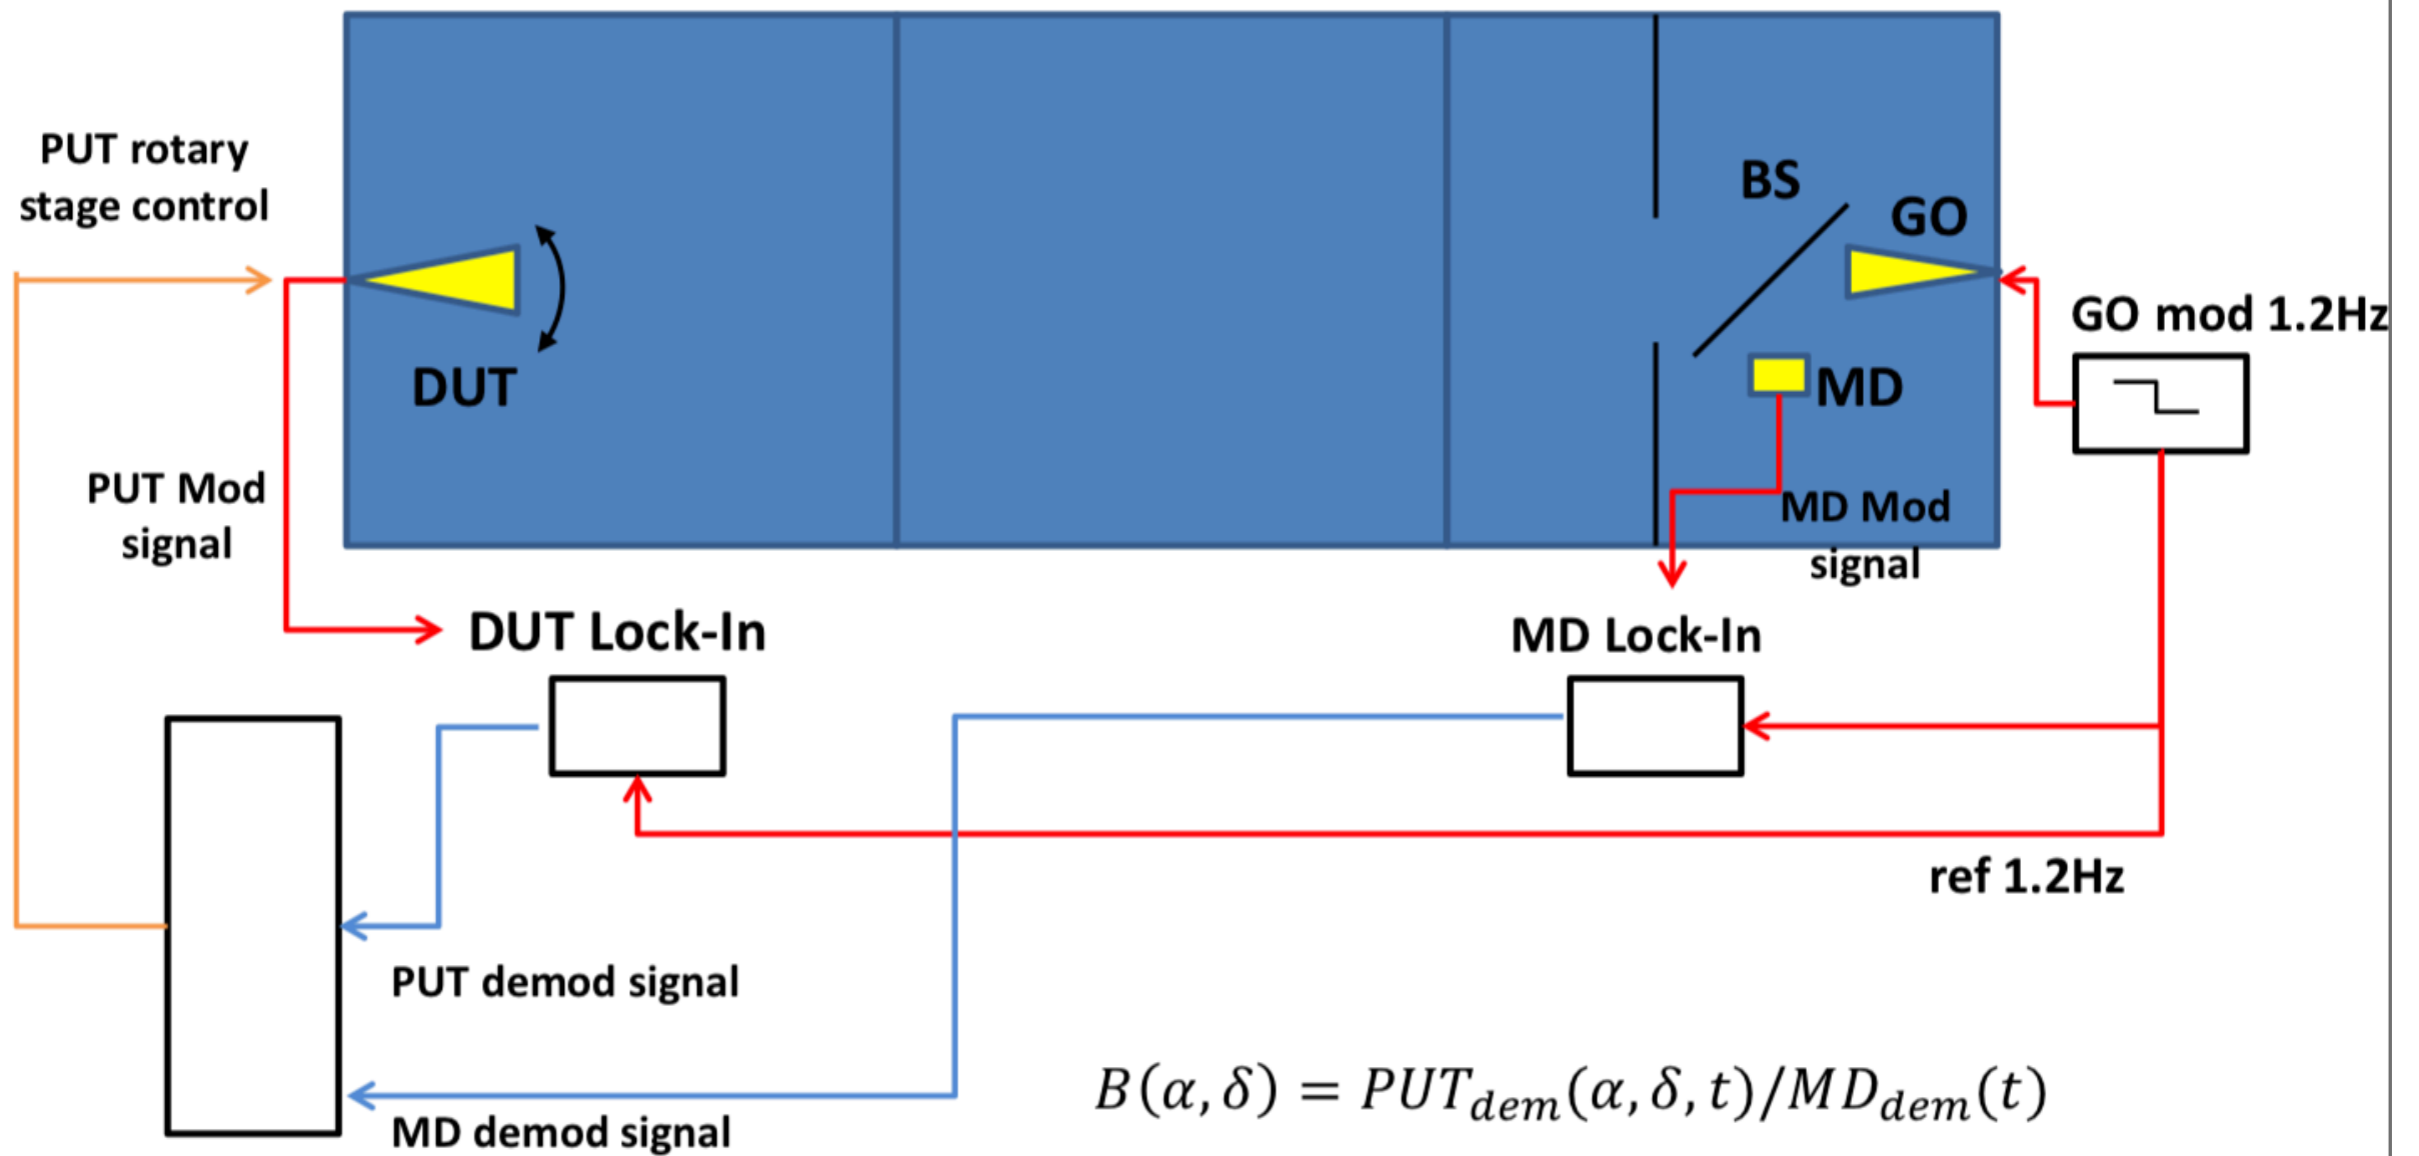 PUT rotary
stage control
BS
GO
GO mod 1.2Hz
DUT
MD
PUT Mod
signal
MD Mod
signal
DUT Lock-In
MD Lock-In
ref 1.2Hz
PUT demod signal
MD demod signal
B(α, δ) = PUT_dem(α, δ, t)/MD_dem(t)